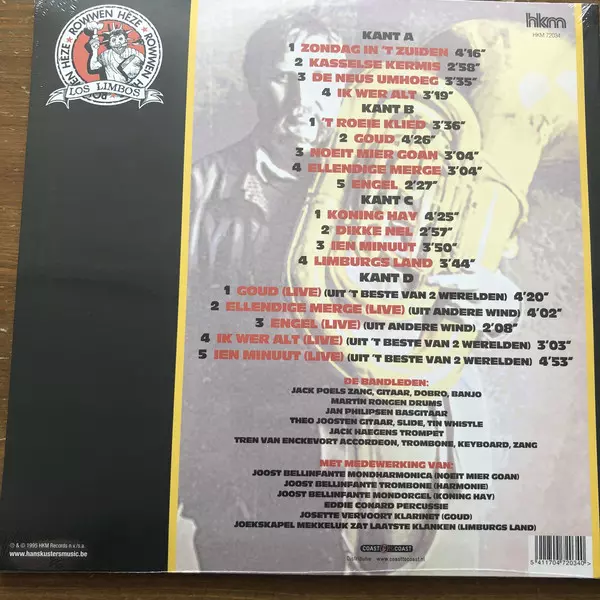 ROWWEN HÈZE
ROWWEN
LOS LIMBOS
hkm
HKM 72034
KANT A
1 ZONDAG IN 'T ZUIDEN 4'16"
2 KASSELSE KERMIS 2'58"
3 DE NEUS UMHOEG 3'35"
4 IK WER ALT 3'19"
KANT B
1 'T ROEIE KLIED 3'36"
2 GOUD 4'26"
3 NOEIT MIER GOAN 3'04"
4 ELLENDIGE MERGE 3'04"
5 ENGEL 2'27"
KANT C
1 KONING HAY 4'25"
2 DIKKE NEL 2'57"
3 IEN MINUUT 3'50"
4 LIMBURGS LAND 3'44"
KANT D
1 GOUD (LIVE) (UIT 'T BESTE VAN 2 WERELDEN) 4'20"
2 ELLENDIGE MERGE (LIVE) (UIT ANDERE WIND) 4'02"
3 ENGEL (LIVE) (UIT ANDERE WIND) 2'08"
4 IK WER ALT (LIVE) (UIT 'T BESTE VAN 2 WERELDEN) 3'03"
5 IEN MINUUT (LIVE) (UIT 'T BESTE VAN 2 WERELDEN) 4'53"
DE BANDLEDEN:
JACK POELS ZANG, GITAAR, DOBRO, BANJO
MARTIN RONGEN DRUMS
JAN PHILIPSEN BASGITAAR
THEO JOOSTEN GITAAR, SLIDE, TIN WHISTLE
JACK HAEGENS TROMPET
TREN VAN ENCKEVORT ACCORDEON, TROMBONE, KEYBOARD, ZANG
MET MEDEWERKING VAN:
JOOST BELLINFANTE MONDHARMONICA (NOEIT MIER GOAN)
JOOST BELLINFANTE TROMBONE (HARMONIE)
JOOST BELLINFANTE MONDORGEL (KONING HAY)
EDDIE CONARD PERCUSSIE
JOSETTE VERVOORT KLARINET (GOUD)
JOEKSKAPEL MEKKELUK ZAT LAATSTE KLANKEN (LIMBURGS LAND)
℗ & © 1995 HKM Records n.v./s.a.
www.hanskustersmusic.be
COAST TO COAST
Distributie www.coasttocoast.nl
5 411704 720340 >